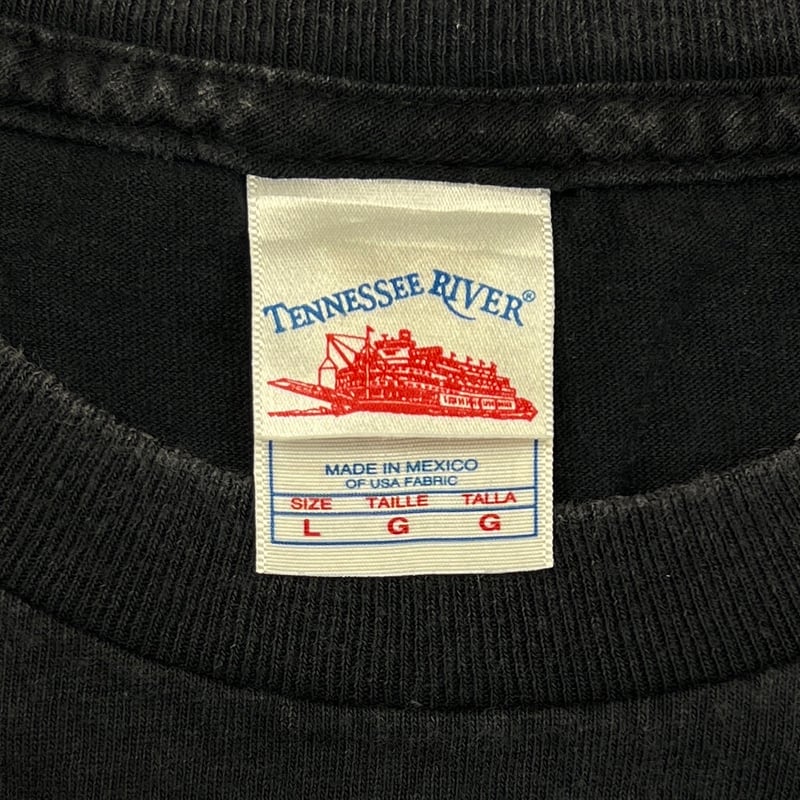 TENNESSEE RIVER®
MADE IN MEXICO
OF USA FABRIC
SIZE TAILLE TALLA
L G G